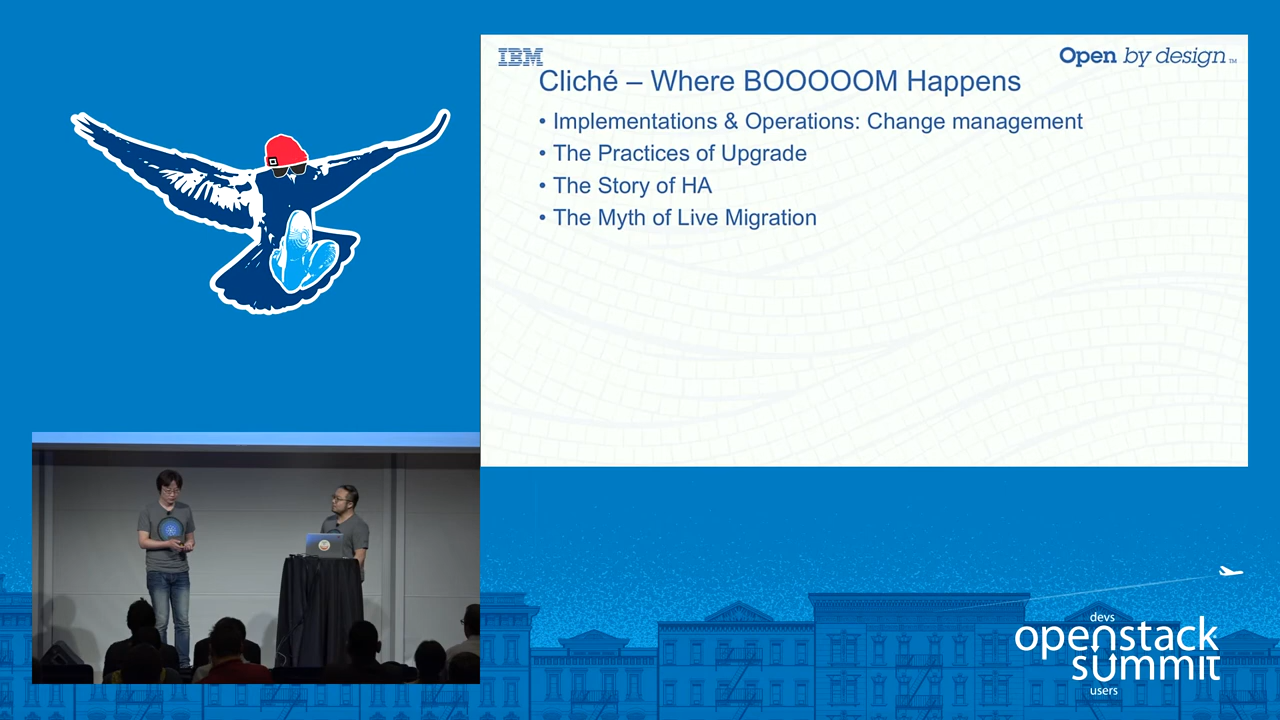 IBM
Open by design™
Cliché – Where BOOOOOM Happens
• Implementations & Operations: Change management
• The Practices of Upgrade
• The Story of HA
• The Myth of Live Migration
devs
openstack
summit
users